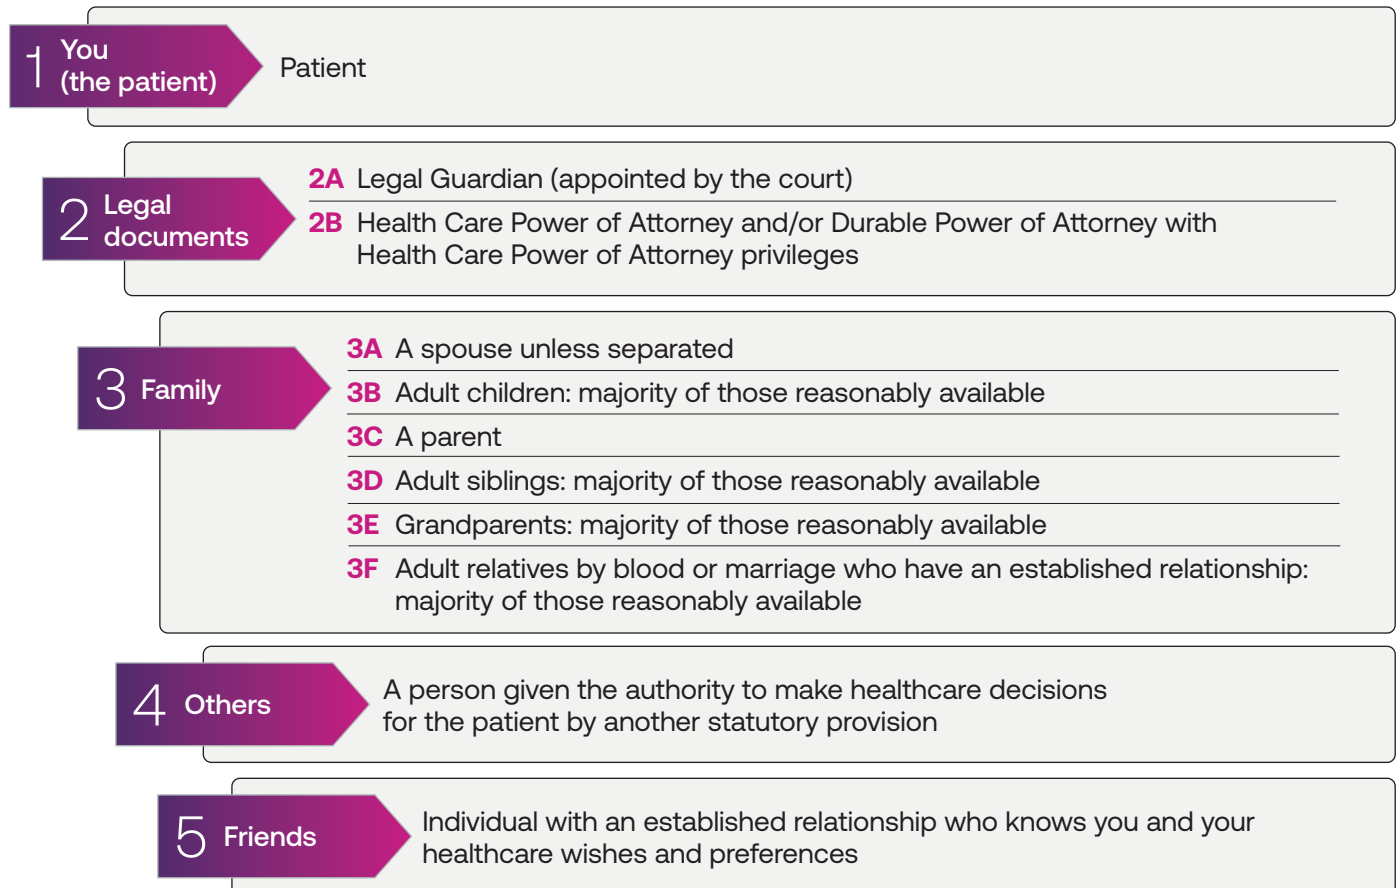 1 You
(the patient)
Patient
2 Legal
documents
2A Legal Guardian (appointed by the court)
2B Health Care Power of Attorney and/or Durable Power of Attorney with
Health Care Power of Attorney privileges
3 Family
3A A spouse unless separated
3B Adult children: majority of those reasonably available
3C A parent
3D Adult siblings: majority of those reasonably available
3E Grandparents: majority of those reasonably available
3F Adult relatives by blood or marriage who have an established relationship:
majority of those reasonably available
4 Others
A person given the authority to make healthcare decisions
for the patient by another statutory provision
5 Friends
Individual with an established relationship who knows you and your
healthcare wishes and preferences